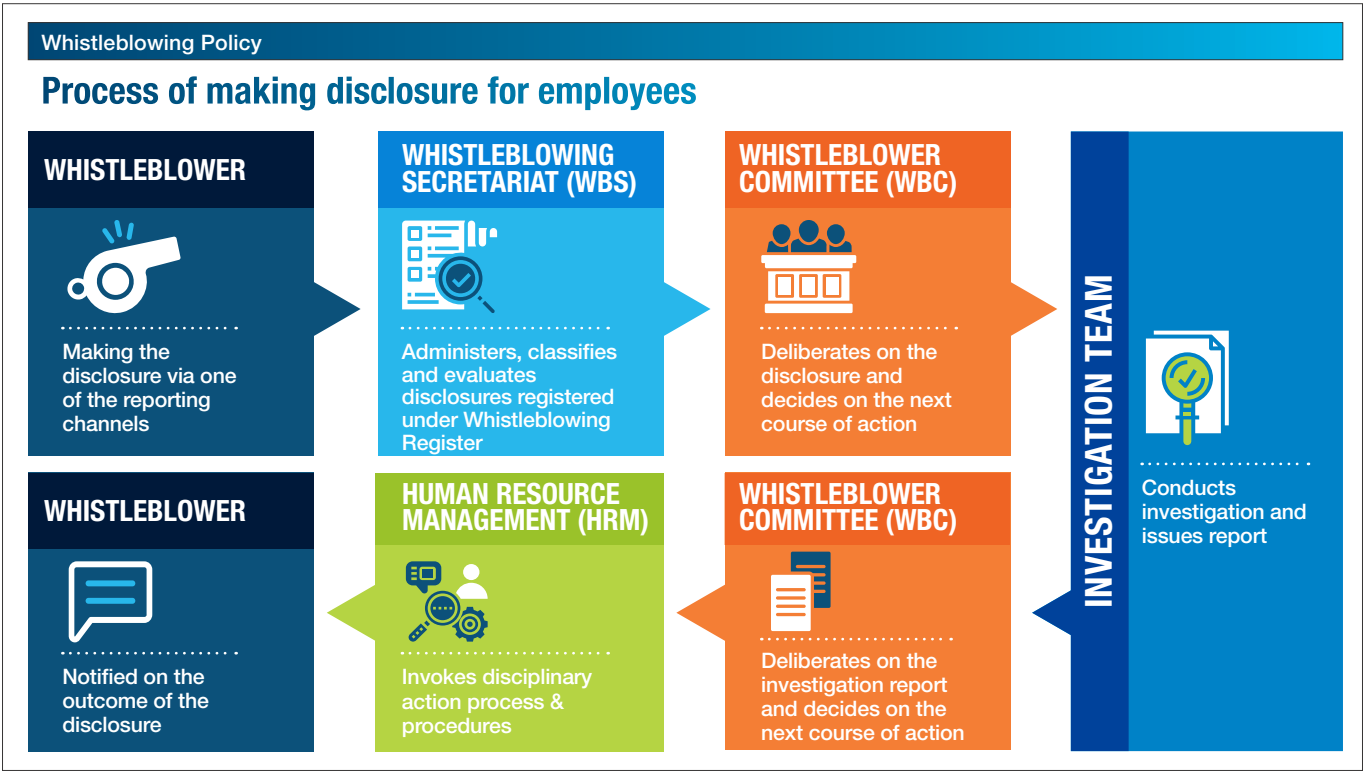 Whistleblowing Policy
Process of making disclosure for employees
WHISTLEBLOWER
Making the
disclosure via one
of the reporting
channels
WHISTLEBLOWING
SECRETARIAT (WBS)
Administers, classifies
and evaluates
disclosures registered
under Whistleblowing
Register
WHISTLEBLOWER
COMMITTEE (WBC)
Deliberates on the
disclosure and
decides on the next
course of action
INVESTIGATION TEAM
Conducts
investigation and
issues report
WHISTLEBLOWER
COMMITTEE (WBC)
Deliberates on the
investigation report
and decides on the
next course of action
HUMAN RESOURCE
MANAGEMENT (HRM)
Invokes disciplinary
action process &
procedures
WHISTLEBLOWER
Notified on the
outcome of the
disclosure